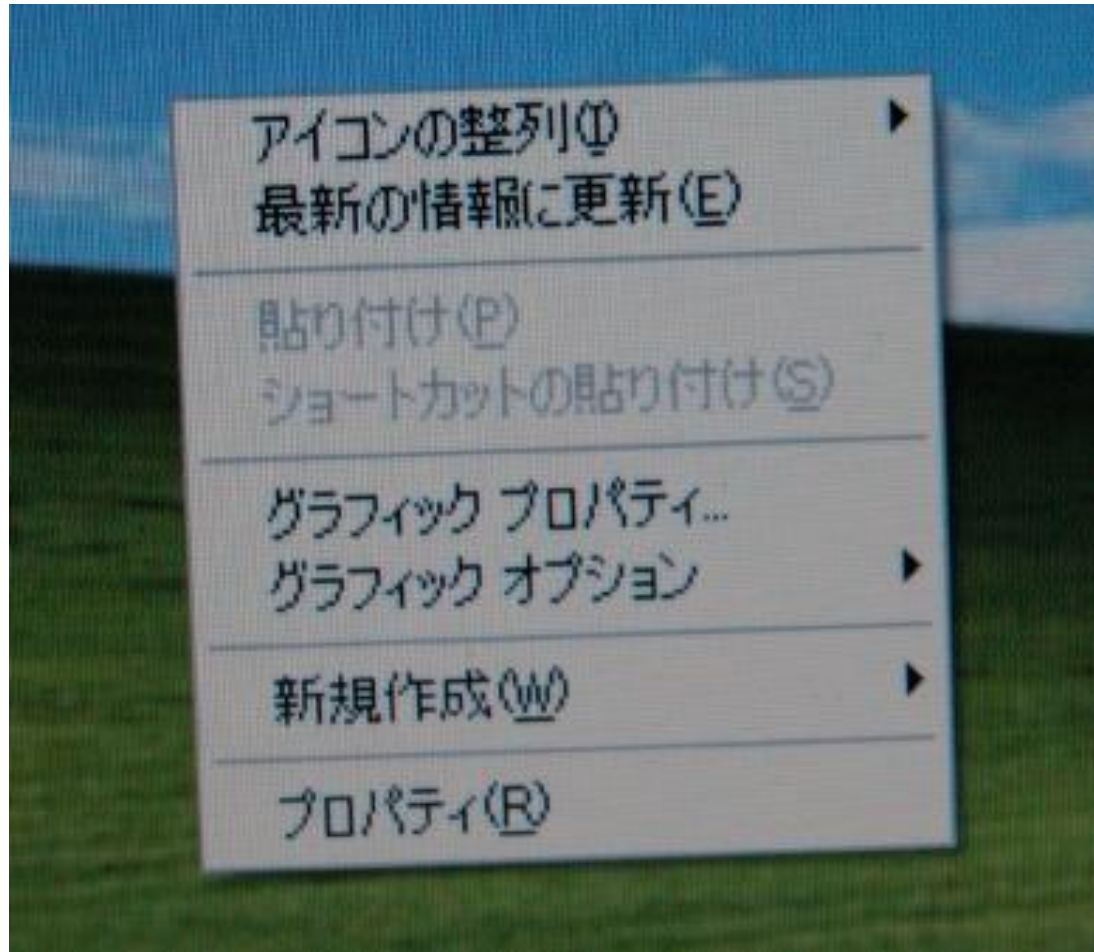 アイコンの整列(I)
最新の情報に更新(E)
貼り付け(P)
ショートカットの貼り付け(S)
グラフィック プロパティ...
グラフィック オプション
新規作成(W)
プロパティ(R)